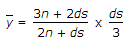 y̅ = 3n + 2ds / 2n + ds x ds / 3